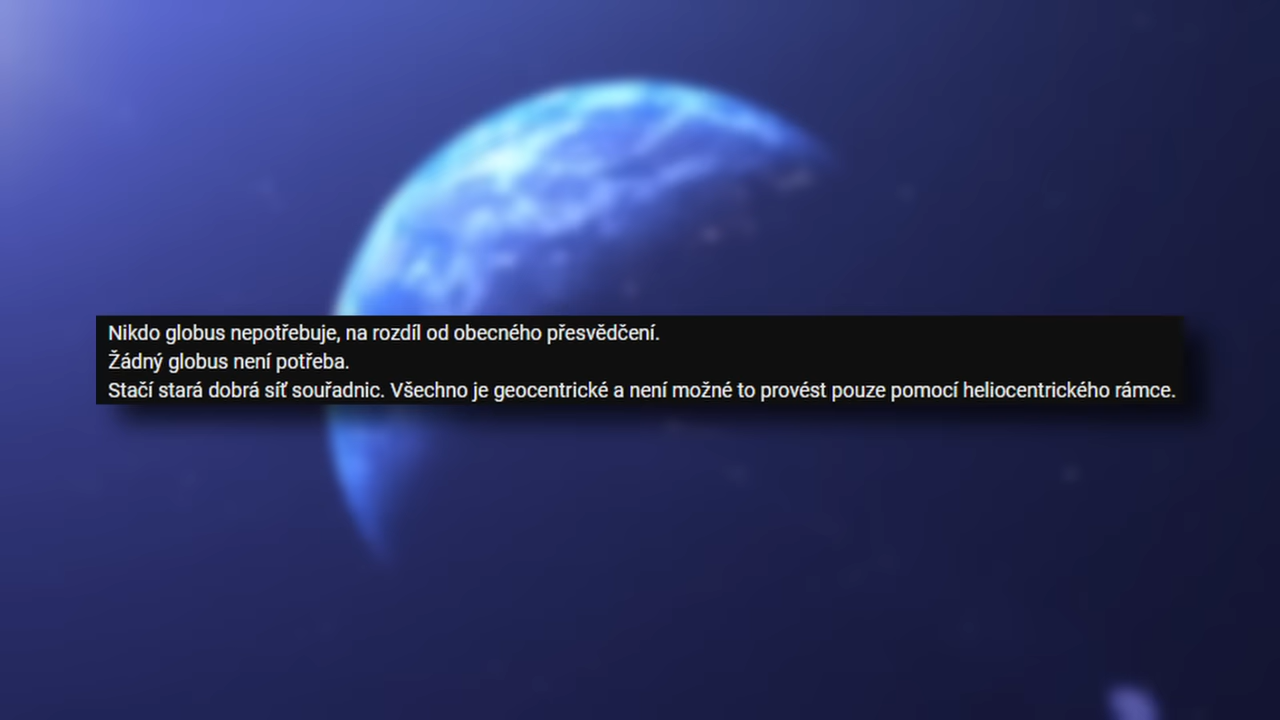 Nikdo globus nepotřebuje, na rozdíl od obecného přesvědčení.
Žádný globus není potřeba.
Stačí stará dobrá síť souřadnic. Všechno je geocentrické a není možné to provést pouze pomocí heliocentrického rámce.